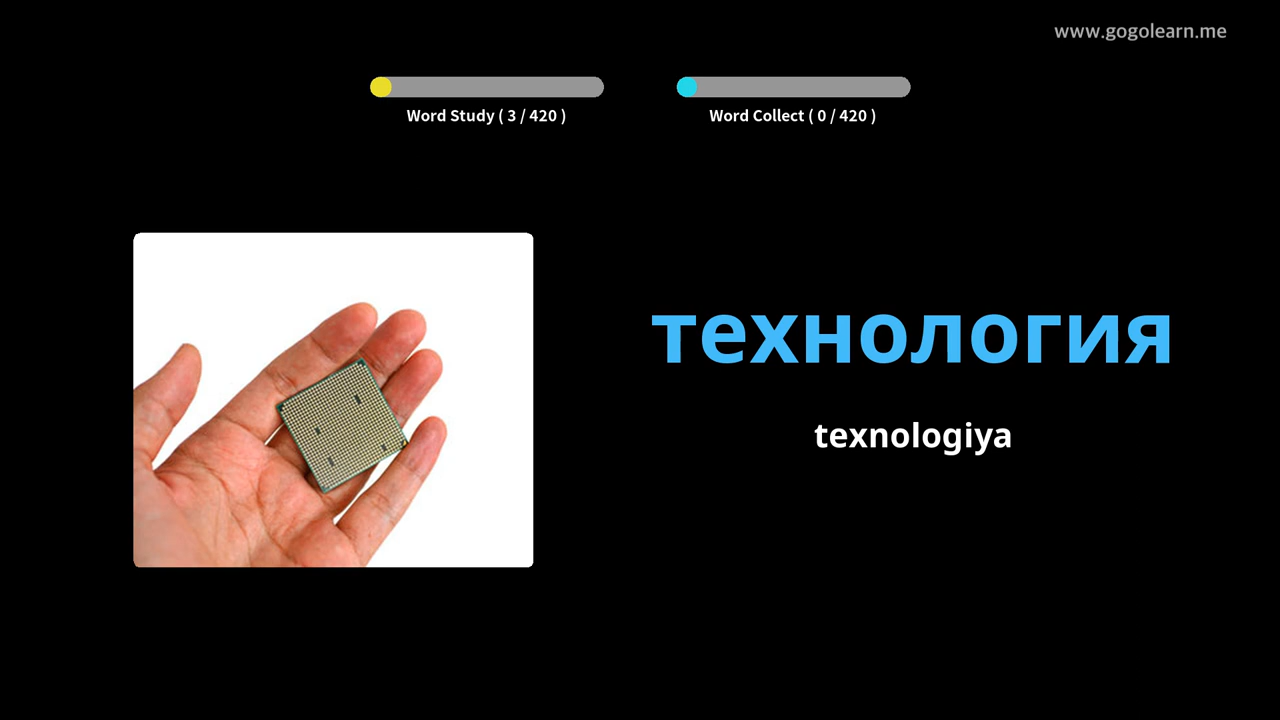 www.gogolearn.me
Word Study ( 3 / 420 )
Word Collect ( 0 / 420 )
технология
texnologiya